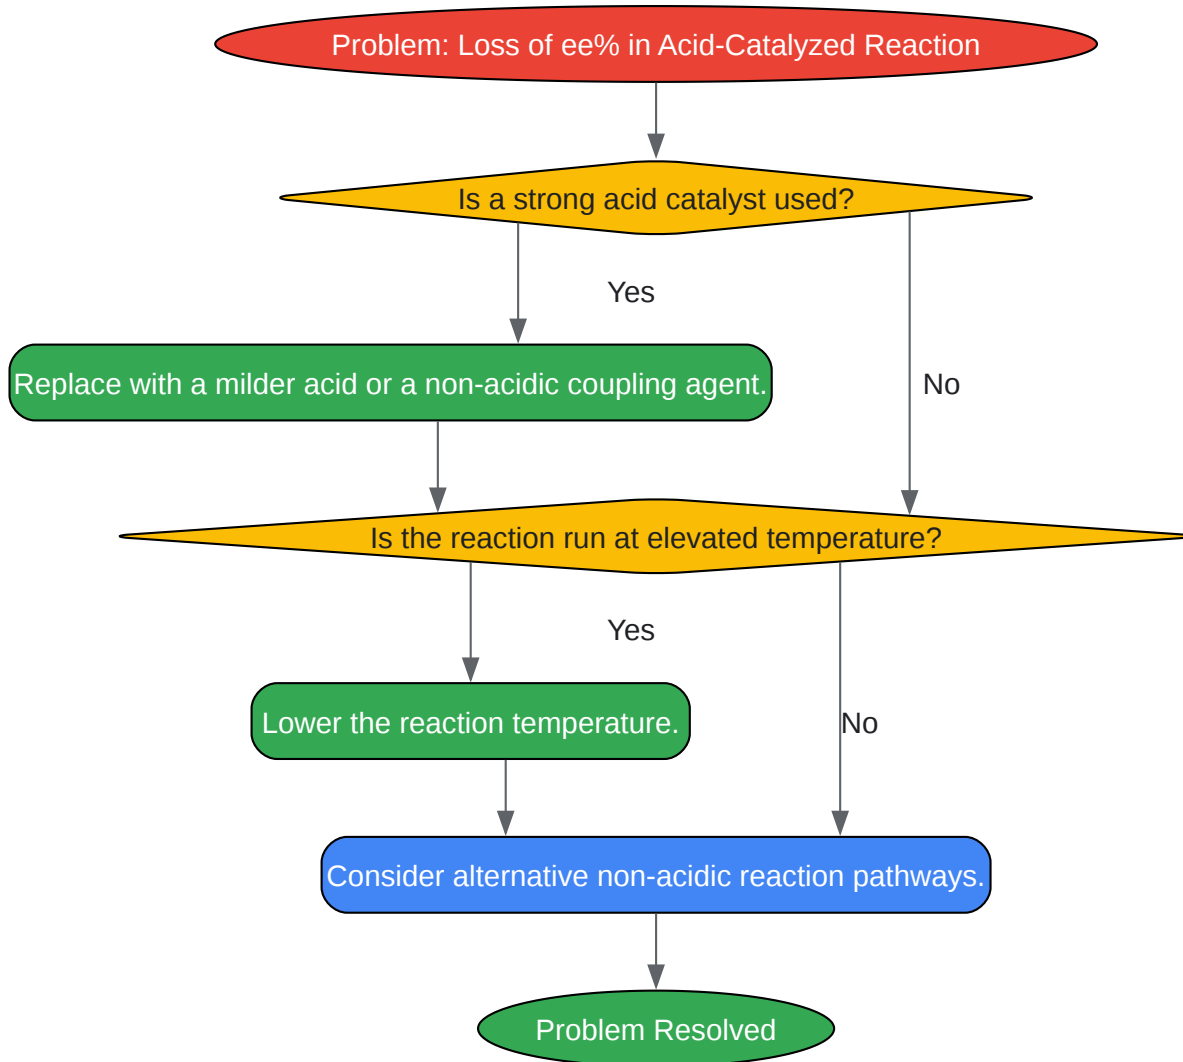 Problem: Loss of ee% in Acid-Catalyzed Reaction
Is a strong acid catalyst used?
Yes
Replace with a milder acid or a non-acidic coupling agent.
No
Is the reaction run at elevated temperature?
Yes
Lower the reaction temperature.
No
Consider alternative non-acidic reaction pathways.
Problem Resolved